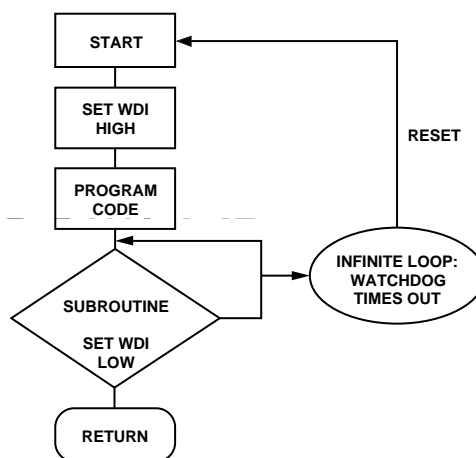 START
SET WDI
HIGH
RESET
PROGRAM
CODE
INFINITE LOOP:
WATCHDOG
TIMES OUT
SUBROUTINE
SET WDI
LOW
RETURN